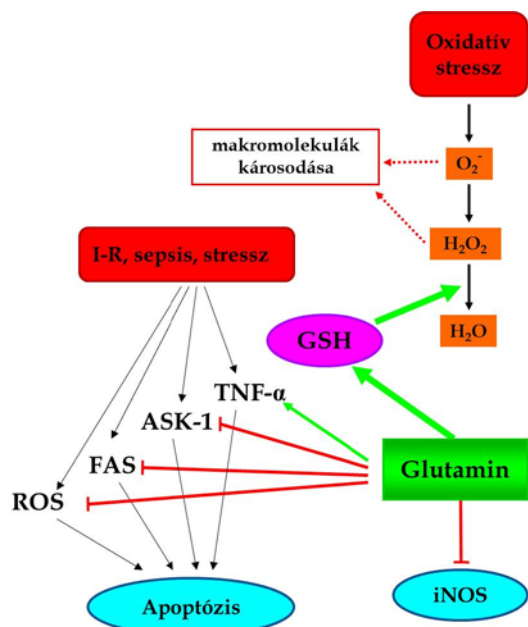 Oxidatív
stressz
makromolekulák
károsodása
O₂⁻
H₂O₂
I-R, sepsis, stressz
H₂O
GSH
TNF-α
ASK-1
FAS
Glutamin
ROS
iNOS
Apoptózis